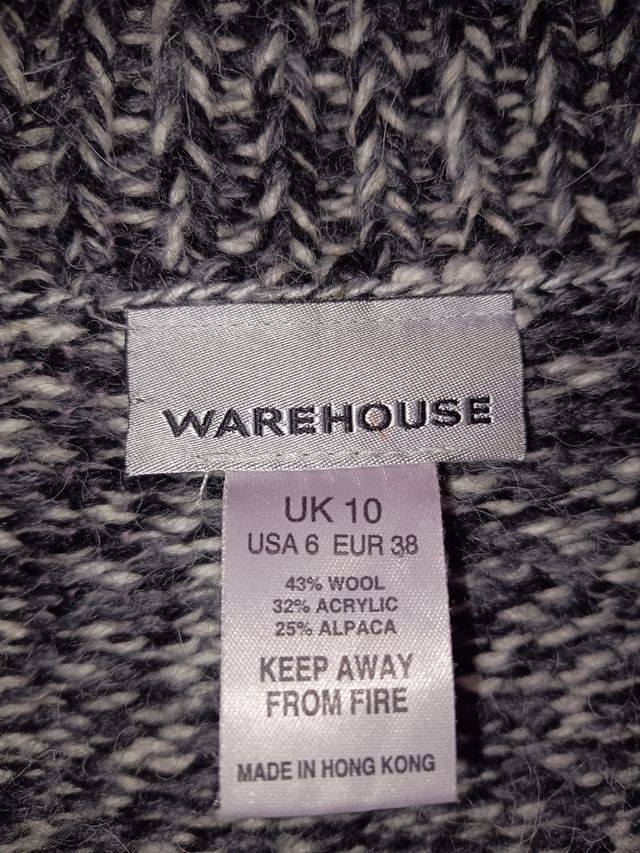 WAREHOUSE
UK 10
USA 6 EUR 38
43% WOOL
32% ACRYLIC
25% ALPACA
KEEP AWAY
FROM FIRE
MADE IN HONG KONG